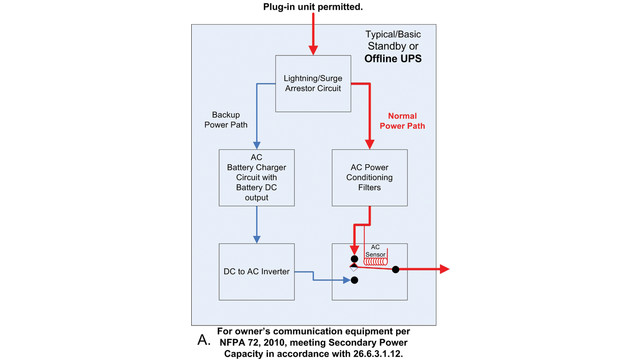 Plug-in unit permitted.
Typical/Basic
Standby or
Offline UPS
Lightning/Surge
Arrestor Circuit
Backup
Power Path
Normal
Power Path
AC
Battery Charger
Circuit with
Battery DC
output
AC Power
Conditioning
Filters
AC
Sensor
DC to AC Inverter
A.
For owner's communication equipment per
NFPA 72, 2010, meeting Secondary Power
Capacity in accordance with 26.6.3.1.12.